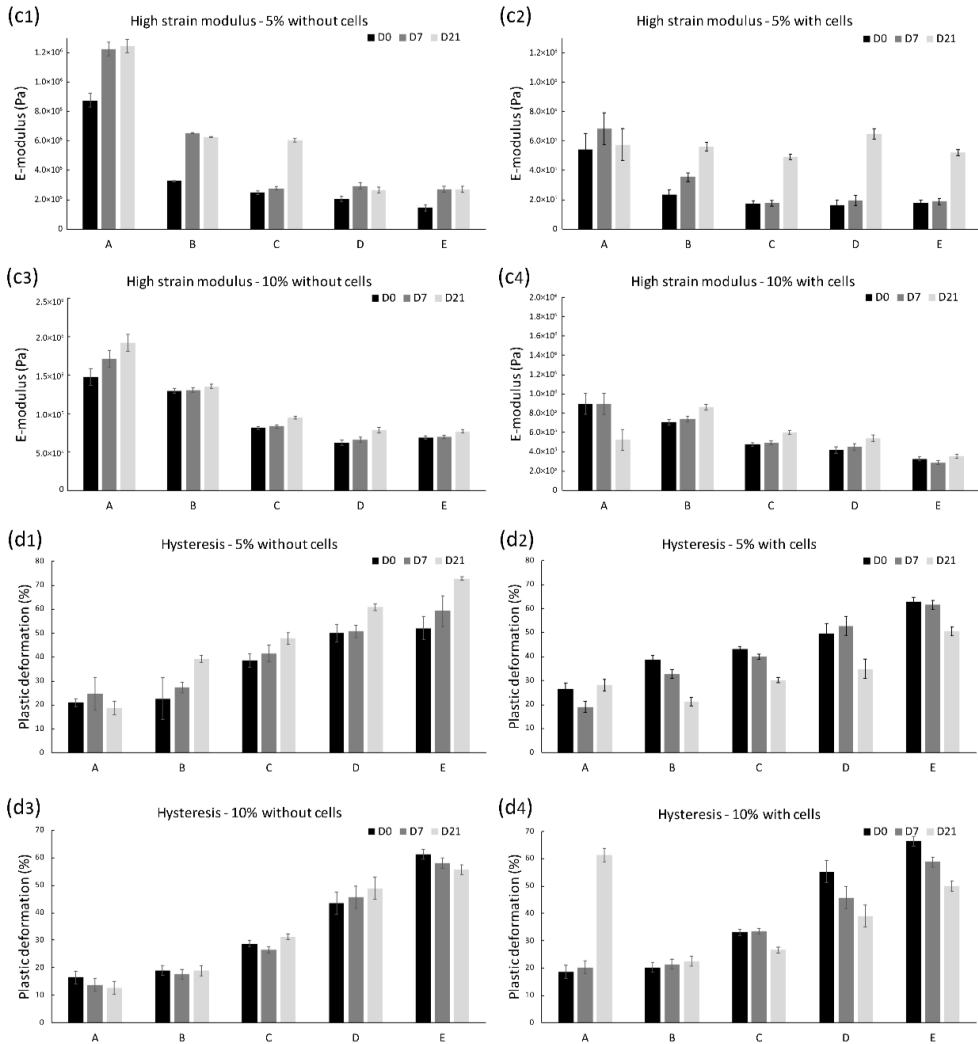 (c1) High strain modulus - 5% without cells
D0 D7 D21
E-modulus (Pa)
1.2×10⁶
1.0×10⁶
8.0×10⁵
6.0×10⁵
4.0×10⁵
2.0×10⁵
0
A B C D E
(c2) High strain modulus - 5% with cells
D0 D7 D21
E-modulus (Pa)
0
A B C D E
(c3) High strain modulus - 10% without cells
D0 D7 D21
E-modulus (Pa)
0
A B C D E
(c4) High strain modulus - 10% with cells
D0 D7 D21
E-modulus (Pa)
0
A B C D E
(d1) Hysteresis - 5% without cells
D0 D7 D21
Plastic deformation (%)
80
70
60
50
40
30
20
10
0
A B C D E
(d2) Hysteresis - 5% with cells
D0 D7 D21
Plastic deformation (%)
80
70
60
50
40
30
20
10
0
A B C D E
(d3) Hysteresis - 10% without cells
D0 D7 D21
Plastic deformation (%)
70
60
50
40
30
20
10
0
A B C D E
(d4) Hysteresis - 10% with cells
D0 D7 D21
Plastic deformation (%)
70
60
50
40
30
20
10
0
A B C D E